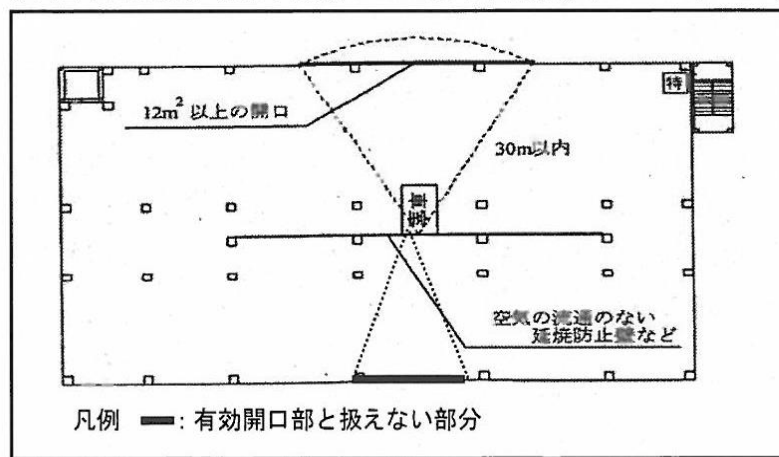 特
12m² 以上の開口
30m以内
車室
空気の流通のない
延焼防止壁など
凡例 ▬：有効開口部と扱えない部分